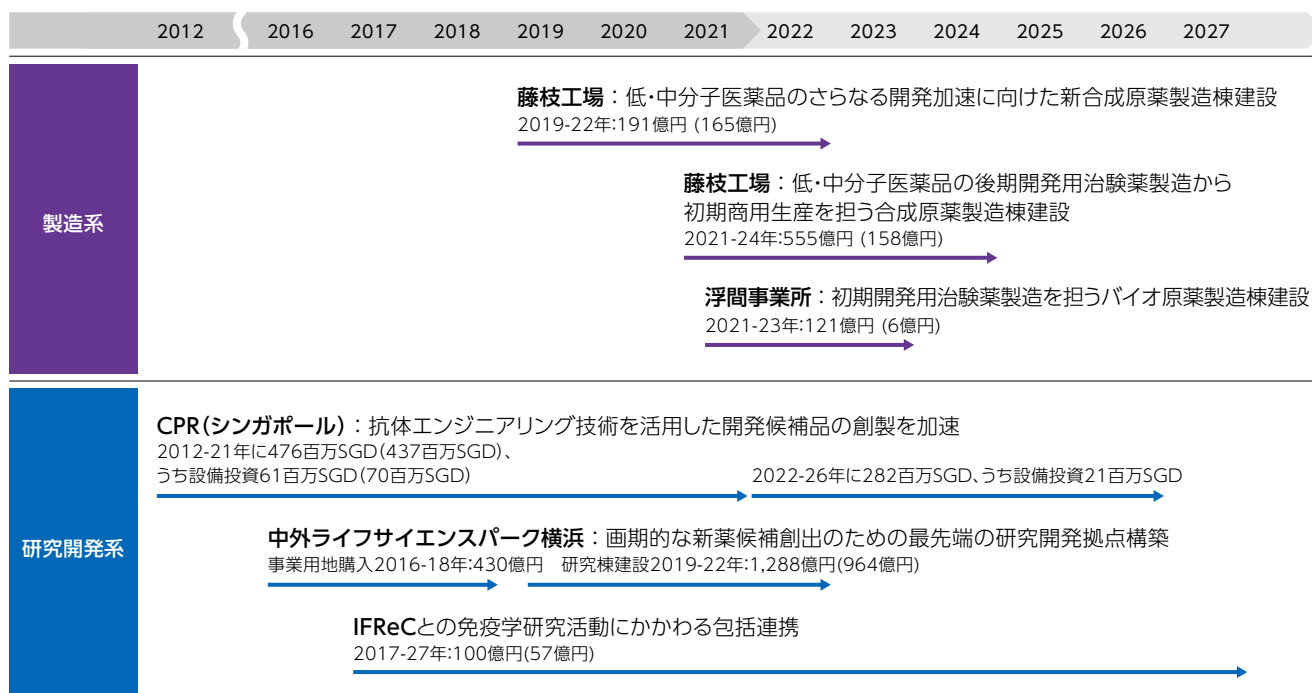 2012 2016 2017 2018 2019 2020 2021 2022 2023 2024 2025 2026 2027
製造系
藤枝工場：低・中分子医薬品のさらなる開発加速に向けた新合成原薬製造棟建設
2019-22年：191億円 (165億円)
藤枝工場：低・中分子医薬品の後期開発用治験薬製造から
初期商用生産を担う合成原薬製造棟建設
2021-24年：555億円 (158億円)
浮間事業所：初期開発用治験薬製造を担うバイオ原薬製造棟建設
2021-23年：121億円 (6億円)
研究開発系
CPR（シンガポール）：抗体エンジニアリング技術を活用した開発候補品の創製を加速
2012-21年に476百万SGD（437百万SGD）、
うち設備投資61百万SGD（70百万SGD）
2022-26年に282百万SGD、うち設備投資21百万SGD
中外ライフサイエンスパーク横浜：画期的な新薬候補創出のための最先端の研究開発拠点構築
事業用地購入2016-18年：430億円 研究棟建設2019-22年：1,288億円(964億円)
IFReCとの免疫学研究活動にかかわる包括連携
2017-27年：100億円(57億円)